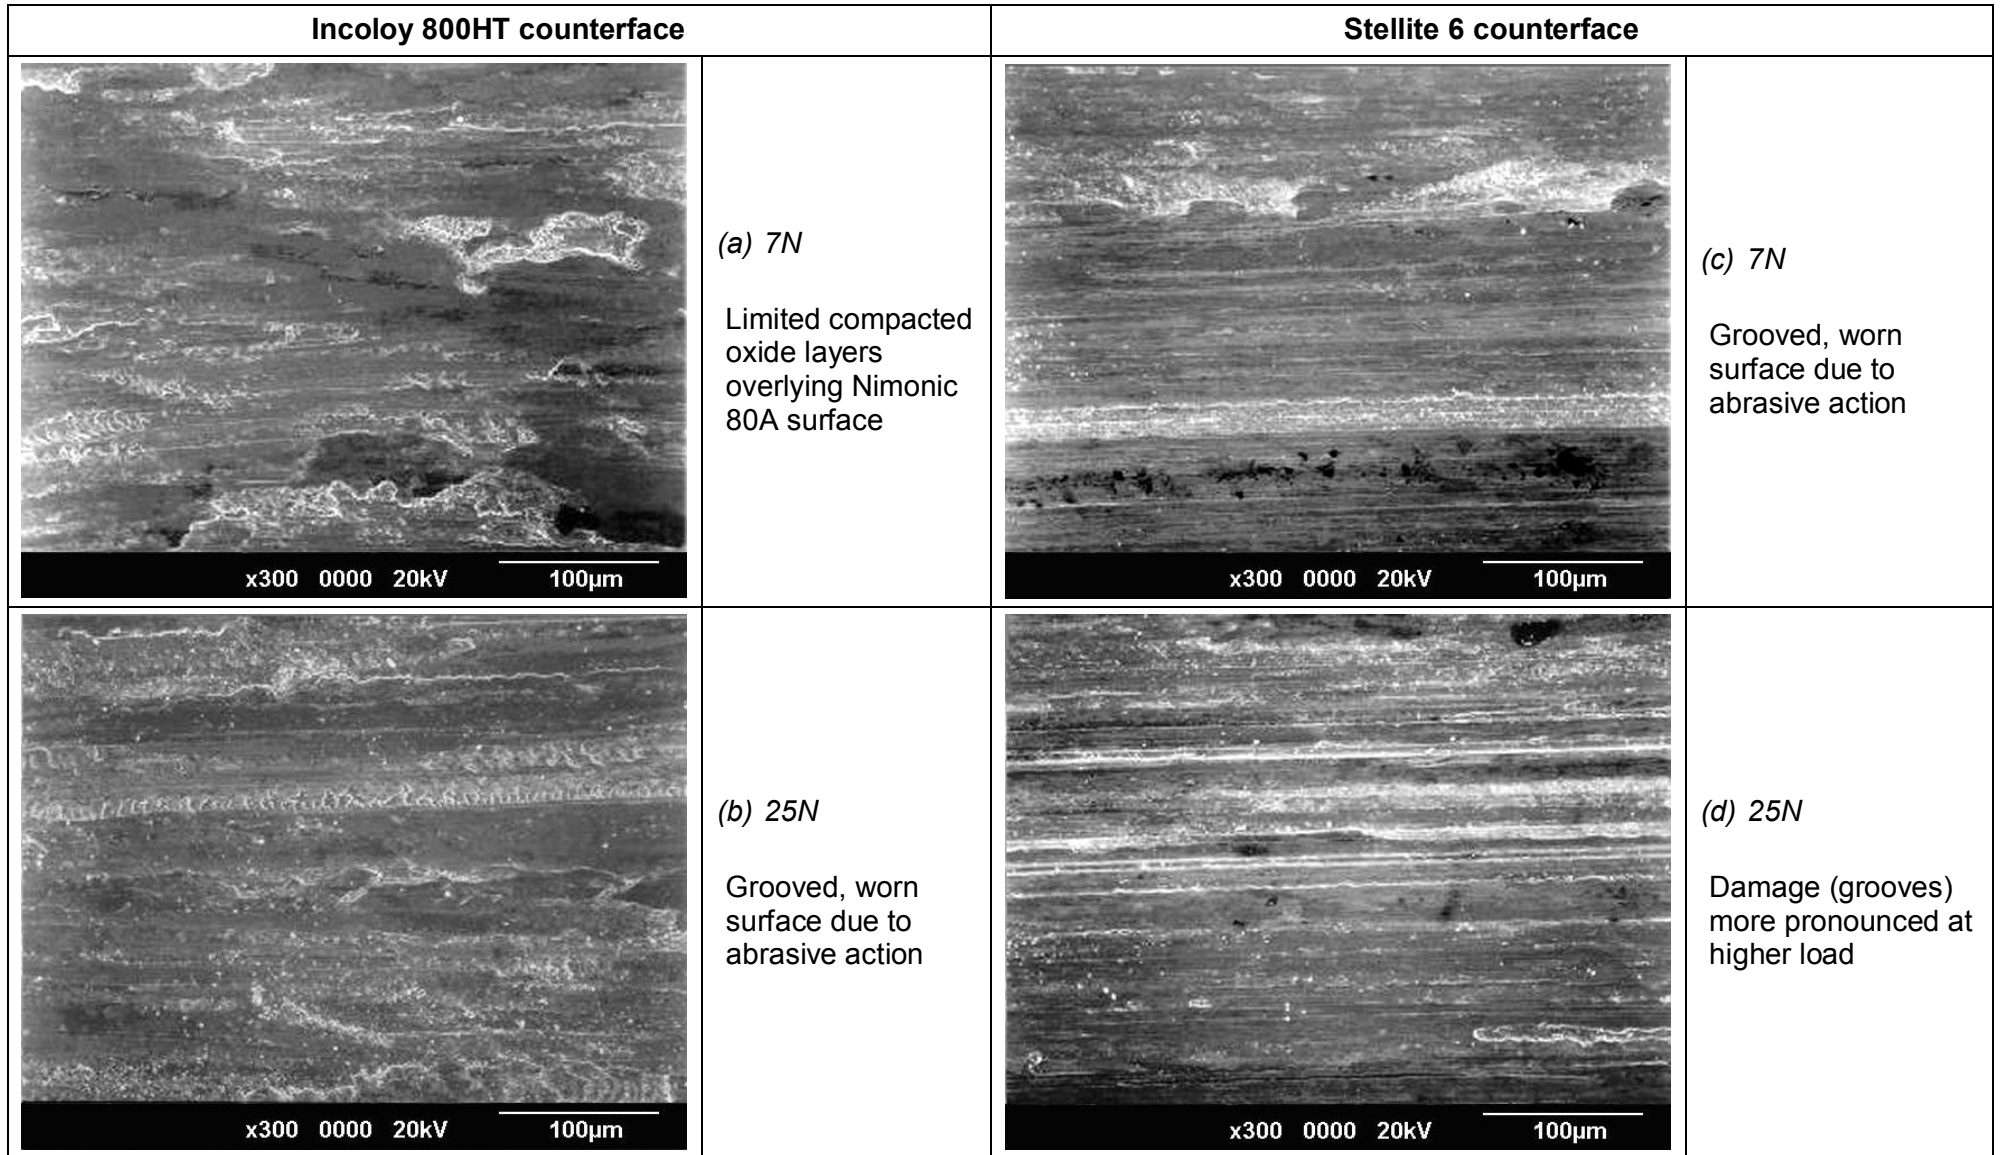 Incoloy 800HT counterface
Stellite 6 counterface
x300 0000 20kV 100µm
(a) 7N
Limited compacted
oxide layers
overlying Nimonic
80A surface
x300 0000 20kV 100µm
(c) 7N
Grooved, worn
surface due to
abrasive action
x300 0000 20kV 100µm
(b) 25N
Grooved, worn
surface due to
abrasive action
x300 0000 20kV 100µm
(d) 25N
Damage (grooves)
more pronounced at
higher load